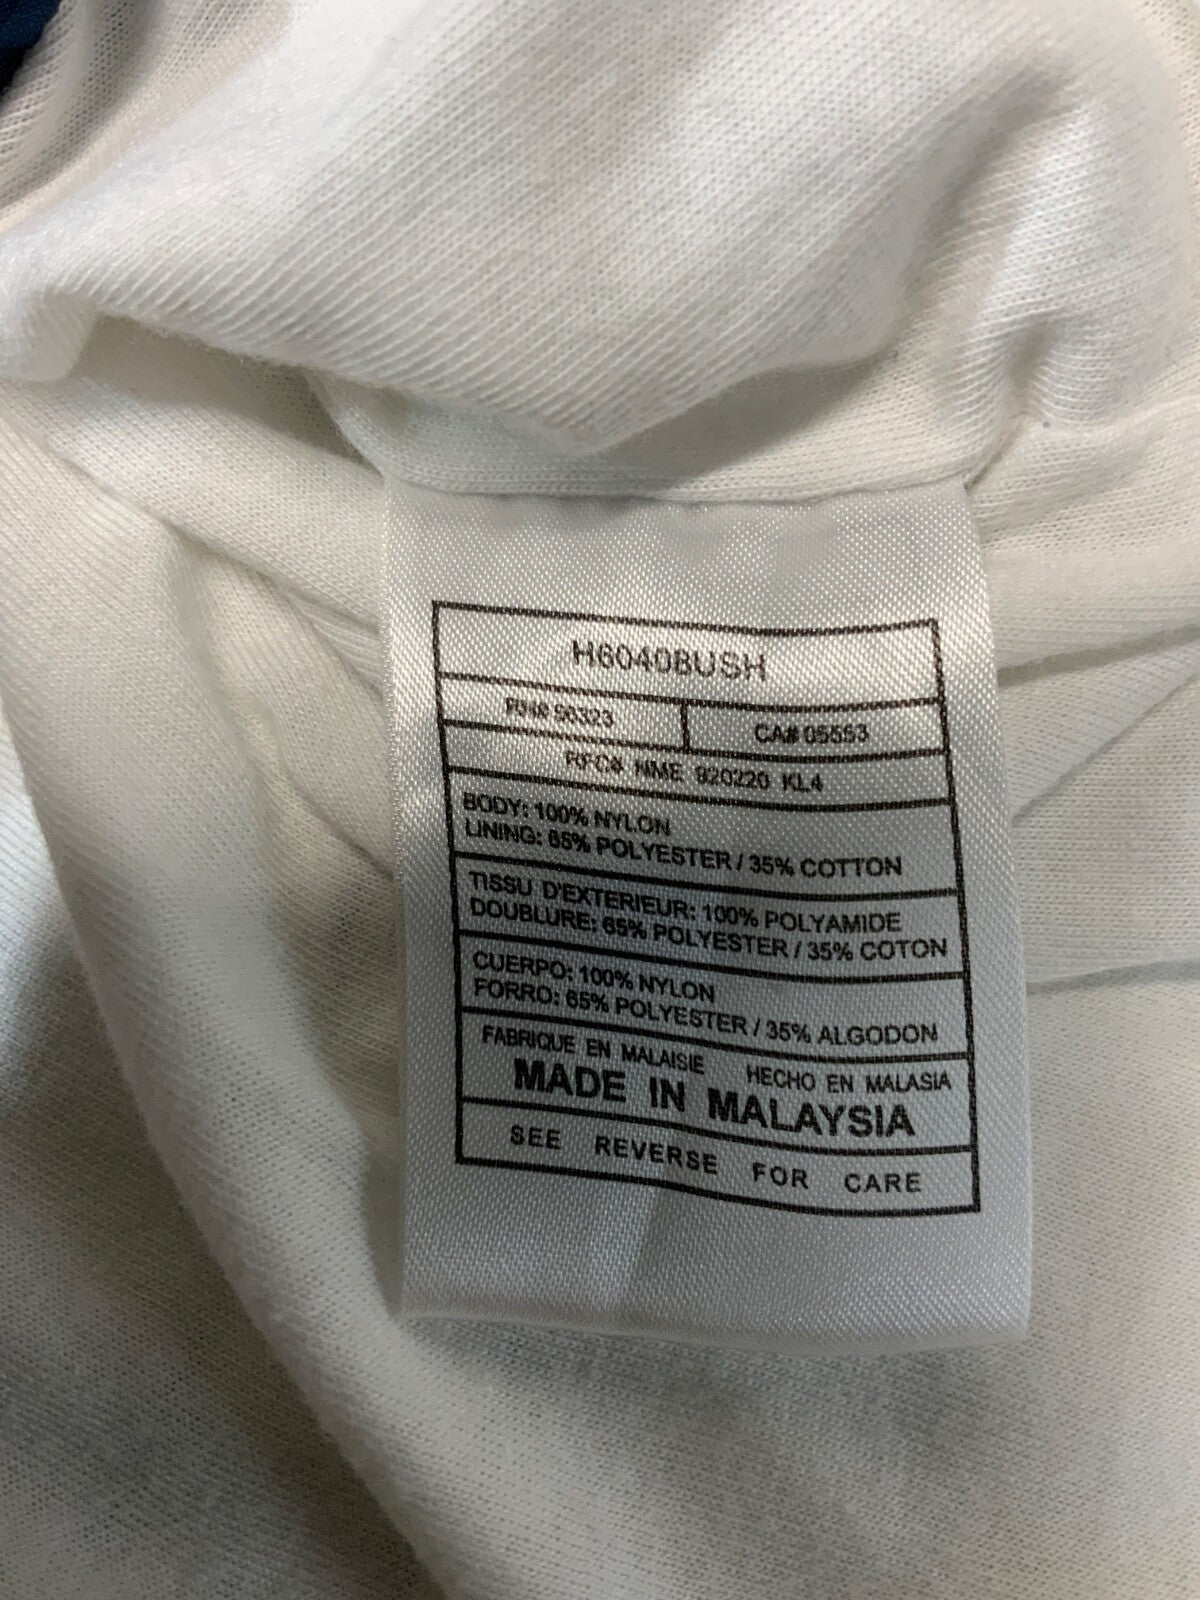 H6040BUSH
RN# 56323 CA# 05553
RFC# NME 920220 KL4
BODY: 100% NYLON
LINING: 65% POLYESTER / 35% COTTON
TISSU D'EXTERIEUR: 100% POLYAMIDE
DOUBLURE: 65% POLYESTER / 35% COTON
CUERPO: 100% NYLON
FORRO: 65% POLYESTER / 35% ALGODON
FABRIQUE EN MALAISIE HECHO EN MALASIA
MADE IN MALAYSIA
SEE REVERSE FOR CARE